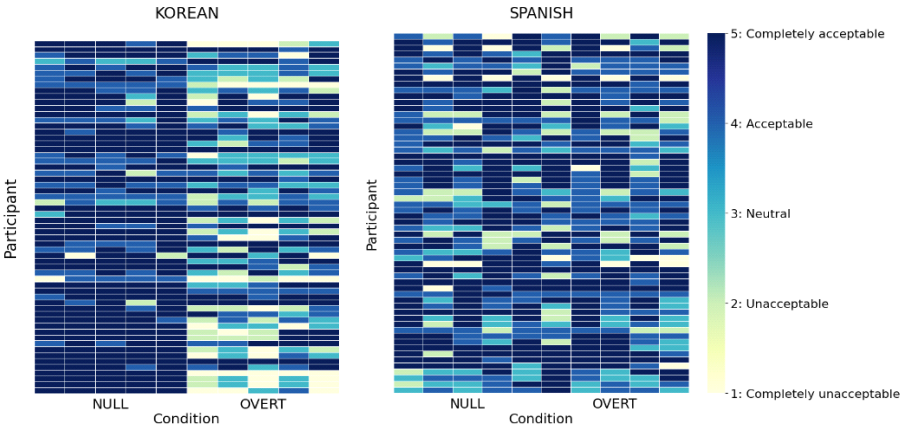 KOREAN
SPANISH
Participant
NULL
OVERT
Condition
Participant
NULL
OVERT
Condition
5: Completely acceptable
4: Acceptable
3: Neutral
2: Unacceptable
1: Completely unacceptable